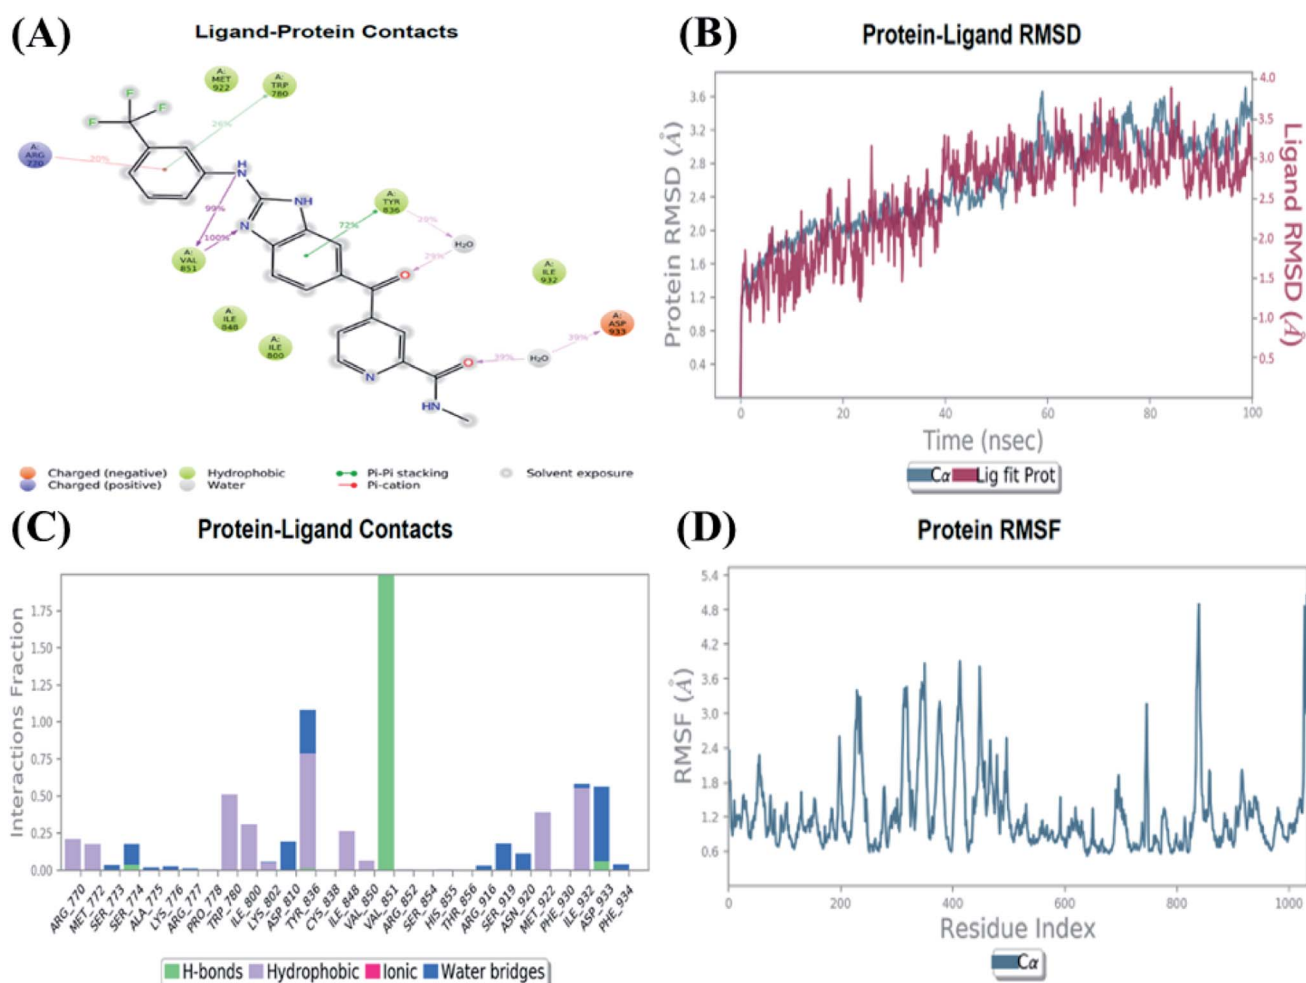 (A)
Ligand-Protein Contacts
A:
MET
922
A:
TRP
780
F
F
F
26%
A:
ARG
770
20%
H
N
NH
99%
N
100%
A:
VAL
851
A:
TYR
836
72%
29%
H₂O
29%
O
A:
ILE
932
A:
ILE
848
A:
ILE
800
A:
ASP
933
39%
H₂O
39%
O
N
HN
Charged (negative)
Charged (positive)
Hydrophobic
Water
Pi-Pi stacking
Pi-cation
Solvent exposure
(B)
Protein-Ligand RMSD
Protein RMSD (Å)
3.6
3.2
2.8
2.4
2.0
1.6
1.2
0.8
0.4
Ligand RMSD (Å)
4.0
3.5
3.0
2.5
2.0
1.5
1.0
0.5
0 20 40 60 80 100
Time (nsec)
Cα Lig fit Prot
(C)
Protein-Ligand Contacts
Interactions Fraction
1.75
1.50
1.25
1.00
0.75
0.50
0.25
0.00
ARG_770
MET_772
SER_773
SER_774
ALA_775
LYS_776
ARG_777
PRO_778
TRP_780
ILE_800
LYS_802
ASP_810
TYR_836
CYS_838
ILE_848
VAL_850
VAL_851
ARG_852
SER_854
HIS_855
THR_856
ARG_916
SER_919
ASN_920
MET_922
PHE_930
ILE_932
ASP_933
PHE_934
H-bonds Hydrophobic Ionic Water bridges
(D)
Protein RMSF
RMSF (Å)
5.4
4.8
4.2
3.6
3.0
2.4
1.8
1.2
0.6
0 200 400 600 800 1000
Residue Index
Cα